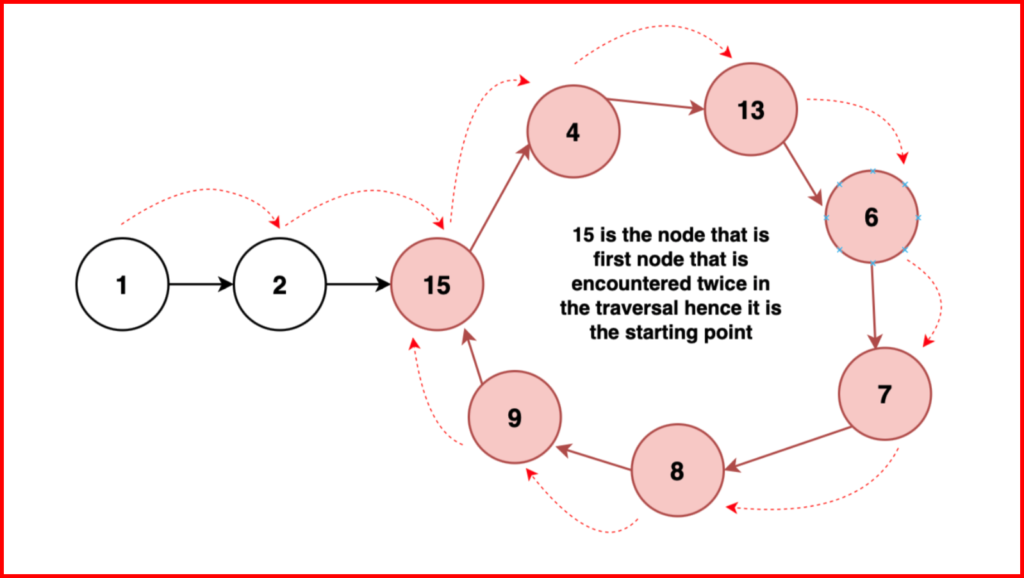 4
13
6
1
2
15
15 is the node that is
first node that is
encountered twice in
the traversal hence it is
the starting point
7
9
8